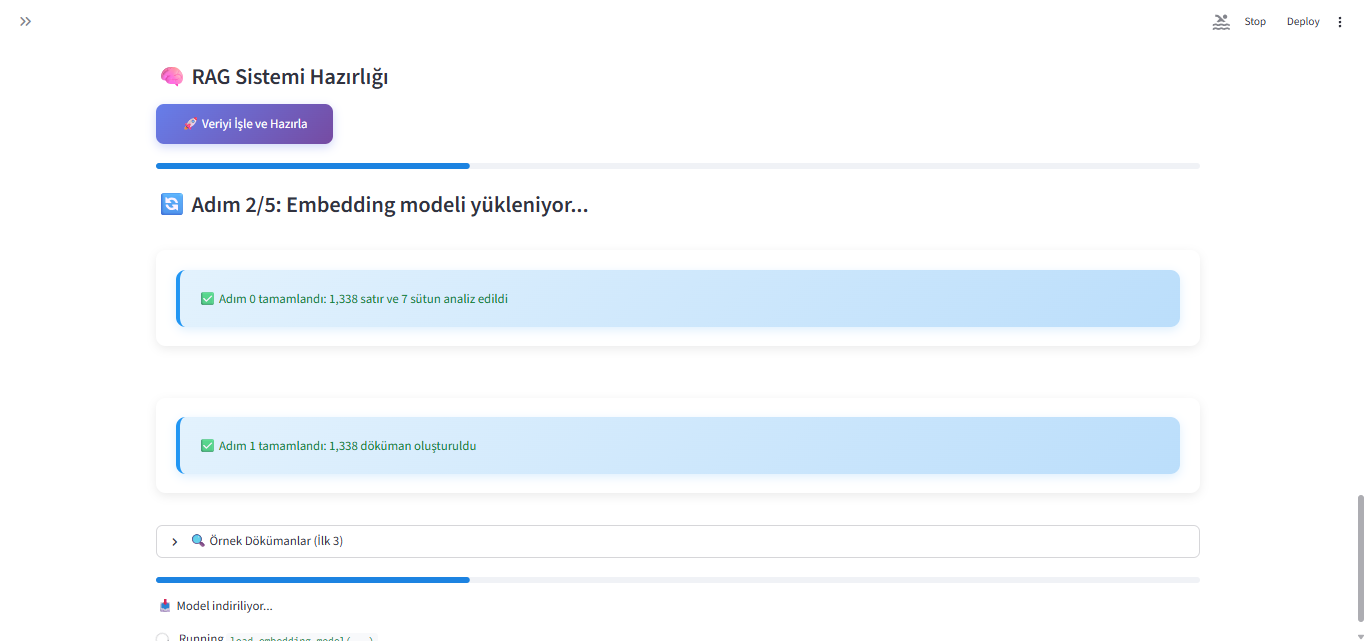 Stop
Deploy
RAG Sistemi Hazırlığı
Veriyi İşle ve Hazırla
Adım 2/5: Embedding modeli yükleniyor...
Adım 0 tamamlandı: 1,338 satır ve 7 sütun analiz edildi
Adım 1 tamamlandı: 1,338 döküman oluşturuldu
Örnek Dökümanlar (İlk 3)
Model indiriliyor...
Running load_embedding_model(...)